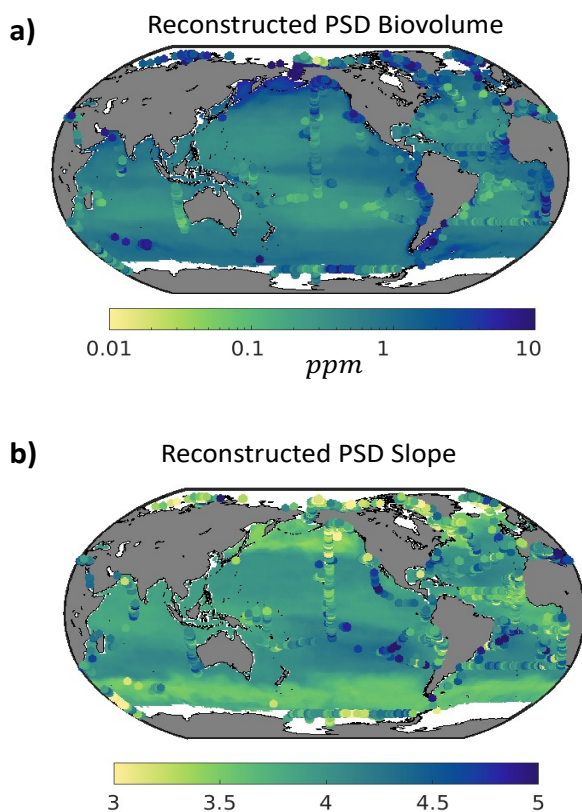 a)
Reconstructed PSD Biovolume
0.01 0.1 1 10
ppm
b)
Reconstructed PSD Slope
3 3.5 4 4.5 5